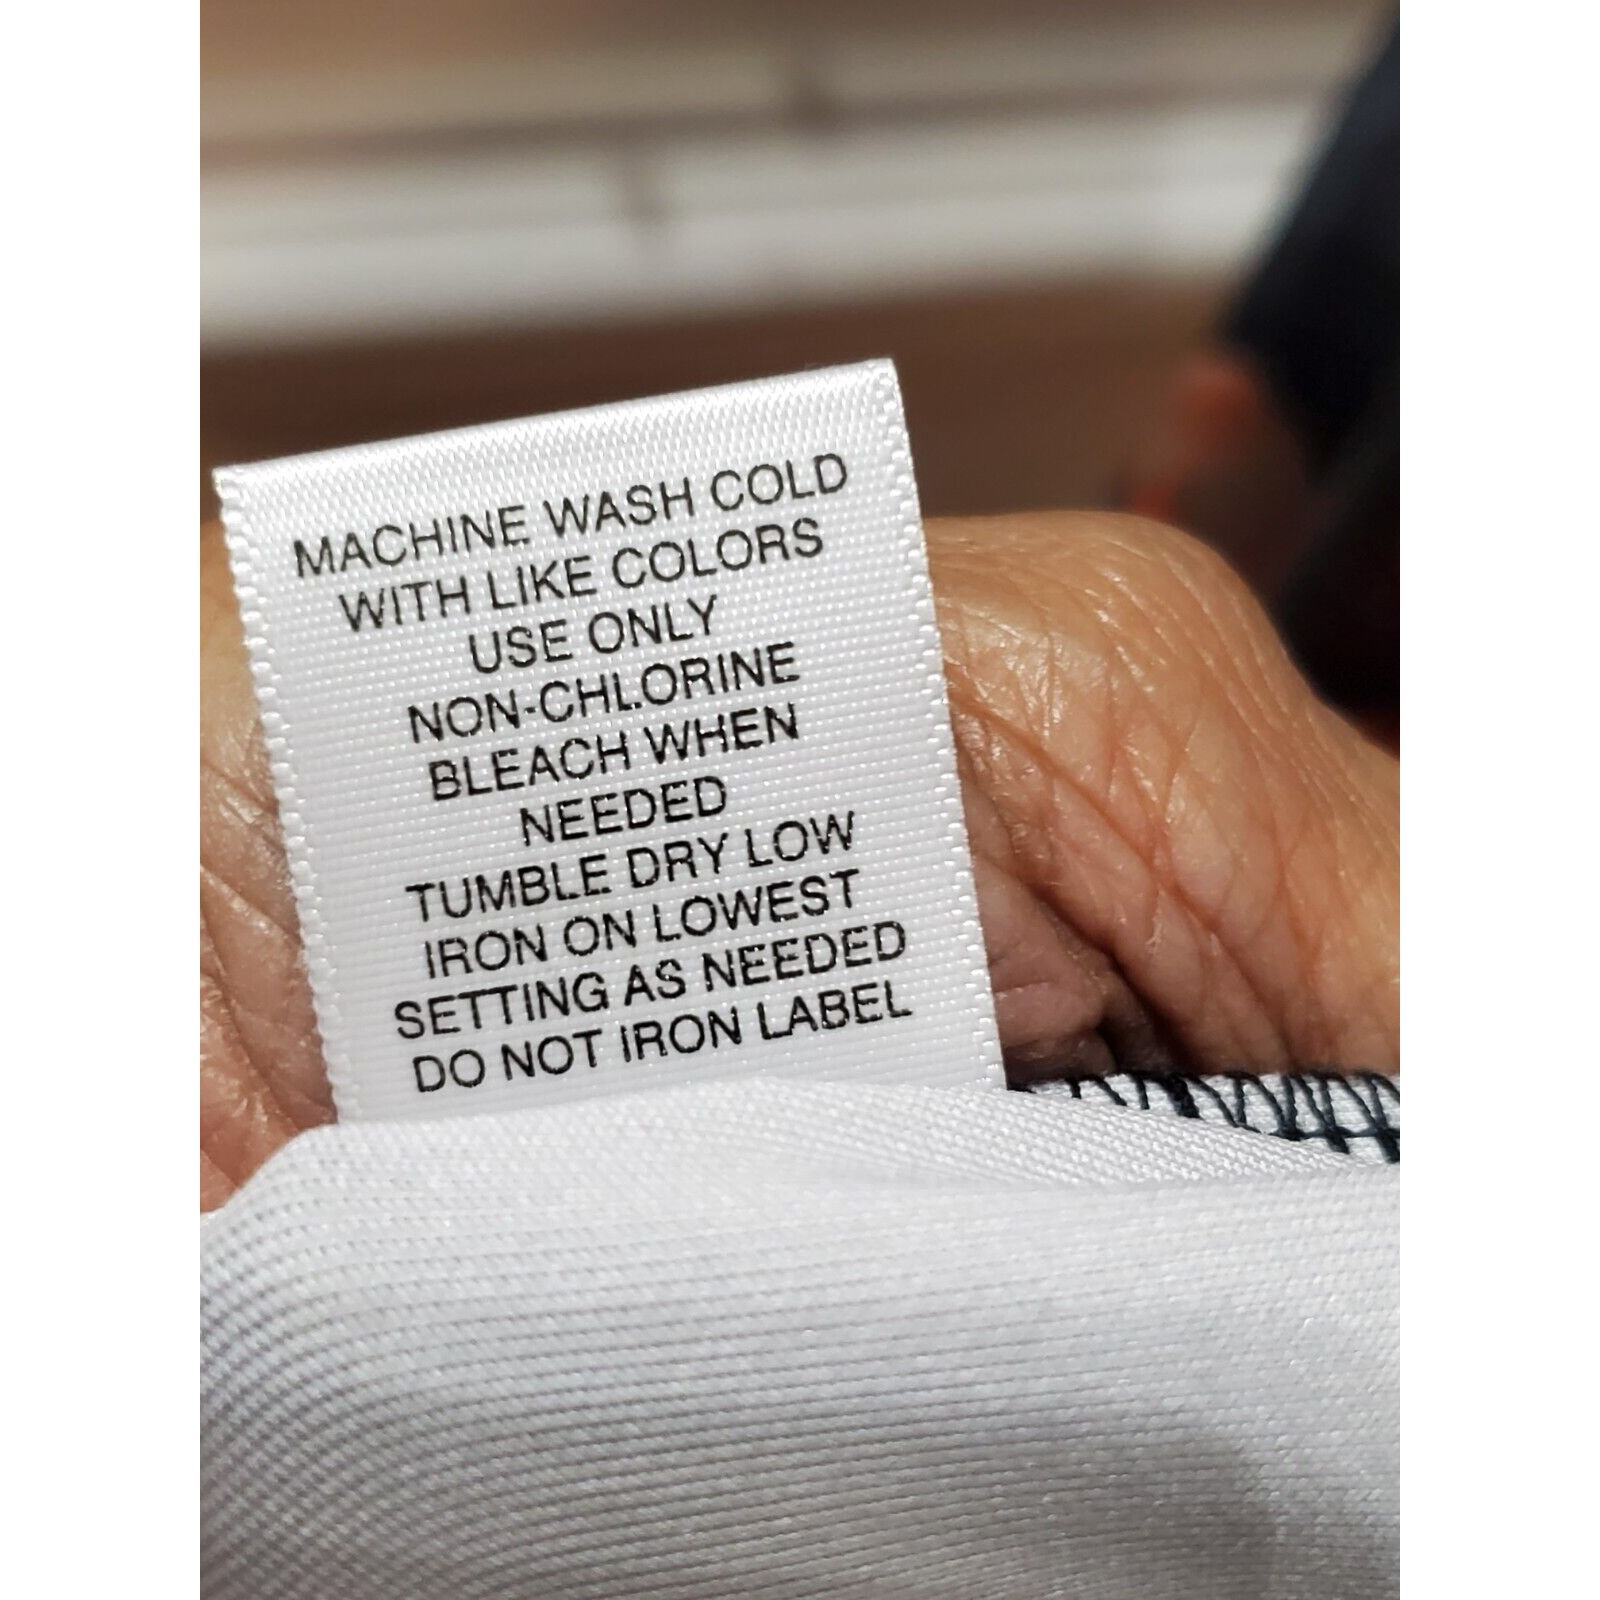 MACHINE WASH COLD
WITH LIKE COLORS
USE ONLY
NON-CHLORINE
BLEACH WHEN
NEEDED
TUMBLE DRY LOW
IRON ON LOWEST
SETTING AS NEEDED
DO NOT IRON LABEL